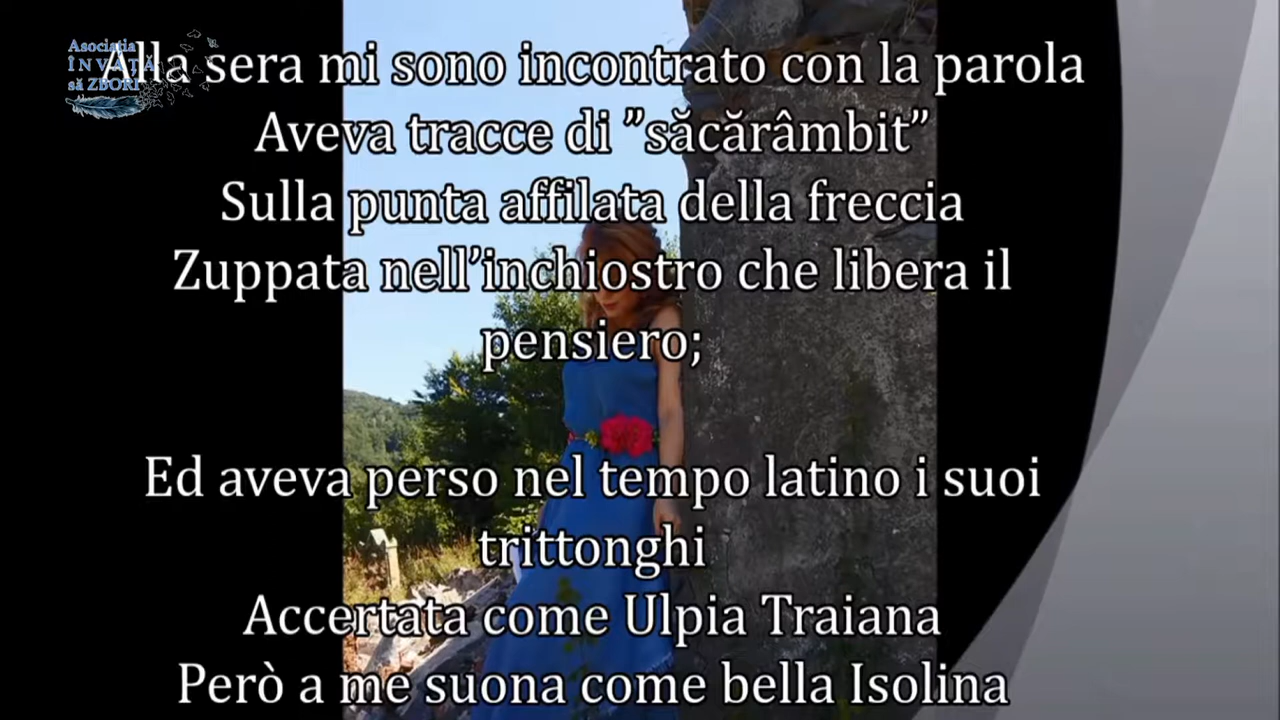 Asociația
ÎNVAȚĂ
să ZBORI
Alla sera mi sono incontrato con la parola
Aveva tracce di ”săcărâmbit”
Sulla punta affilata della freccia
Zuppata nell’inchiostro che libera il
pensiero;
Ed aveva perso nel tempo latino i suoi
trittonghi
Accertata come Ulpia Traiana
Però a me suona come bella Isolina